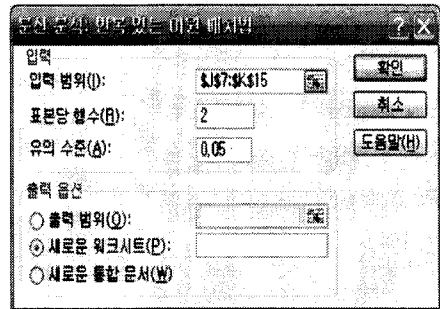 분산 분석: 반복 있는 이원 배치법
입력
입력 범위(I): $J$7:$K$15
표본당 행수(R): 2
유의 수준(A): 0,05
확인
취소
도움말(H)
출력 옵션
출력 범위(O):
새로운 워크시트(P):
새로운 통합 문서(W)